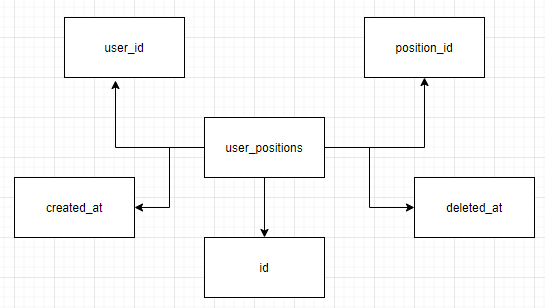 user_id
position_id
user_positions
created_at
deleted_at
id